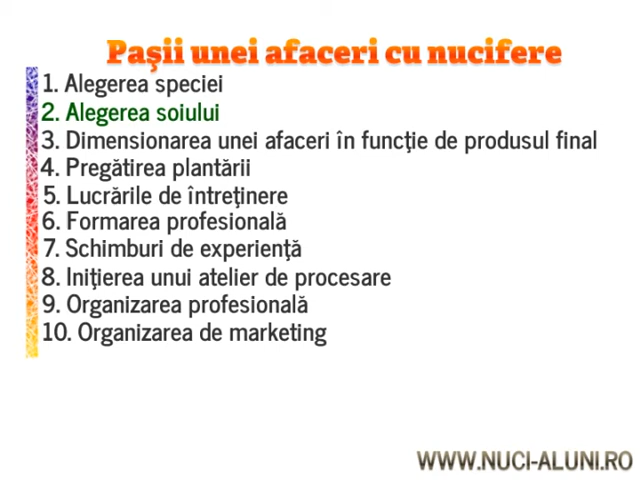 Pașii unei afaceri cu nucifere
1. Alegerea speciei
2. Alegerea soiului
3. Dimensionarea unei afaceri în funcţie de produsul final
4. Pregătirea plantării
5. Lucrările de întreţinere
6. Formarea profesională
7. Schimburi de experienţă
8. Iniţierea unui atelier de procesare
9. Organizarea profesională
10. Organizarea de marketing
WWW.NUCI-ALUNI.RO